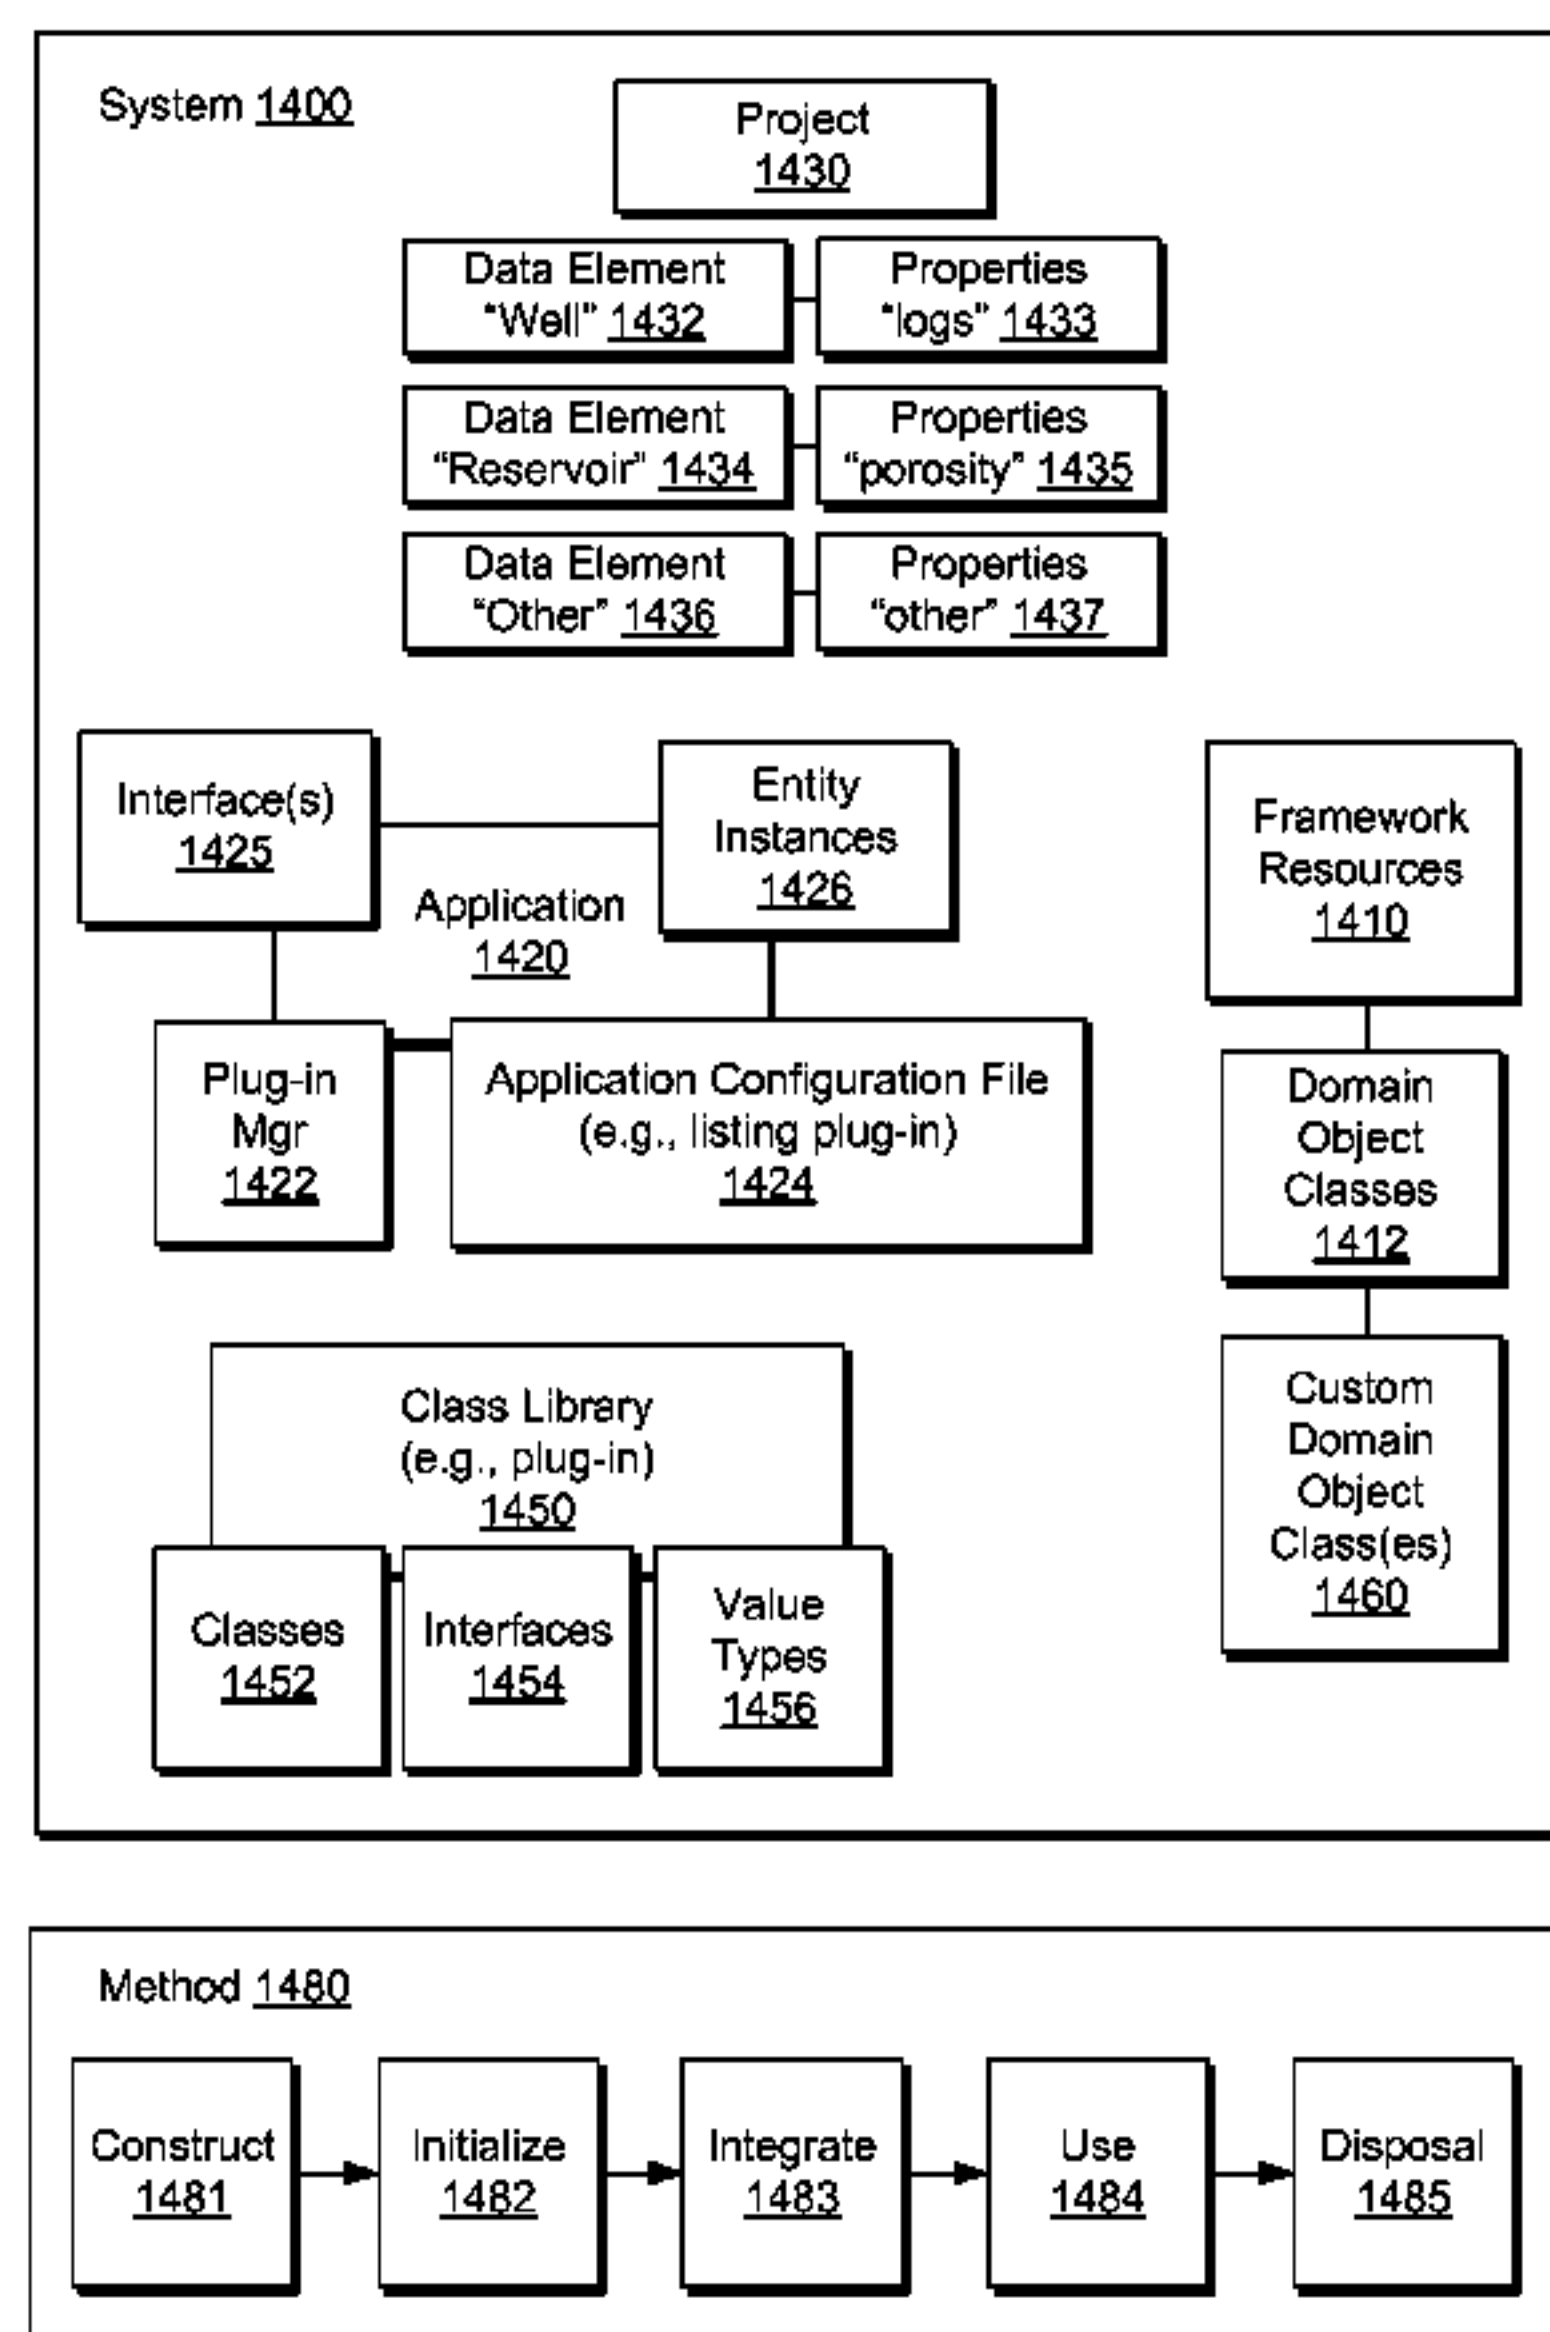 System 1400
Project
1430
Data Element
"Well" 1432
Properties
"logs" 1433
Data Element
"Reservoir" 1434
Properties
"porosity" 1435
Data Element
"Other" 1436
Properties
"other" 1437
Interface(s)
1425
Entity
Instances
1426
Application
1420
Framework
Resources
1410
Plug-in
Mgr
1422
Application Configuration File
(e.g., listing plug-in)
1424
Domain
Object
Classes
1412
Class Library
(e.g., plug-in)
1450
Classes
1452
Interfaces
1454
Value
Types
1456
Custom
Domain
Object
Class(es)
1460
Method 1480
Construct
1481
Initialize
1482
Integrate
1483
Use
1484
Disposal
1485